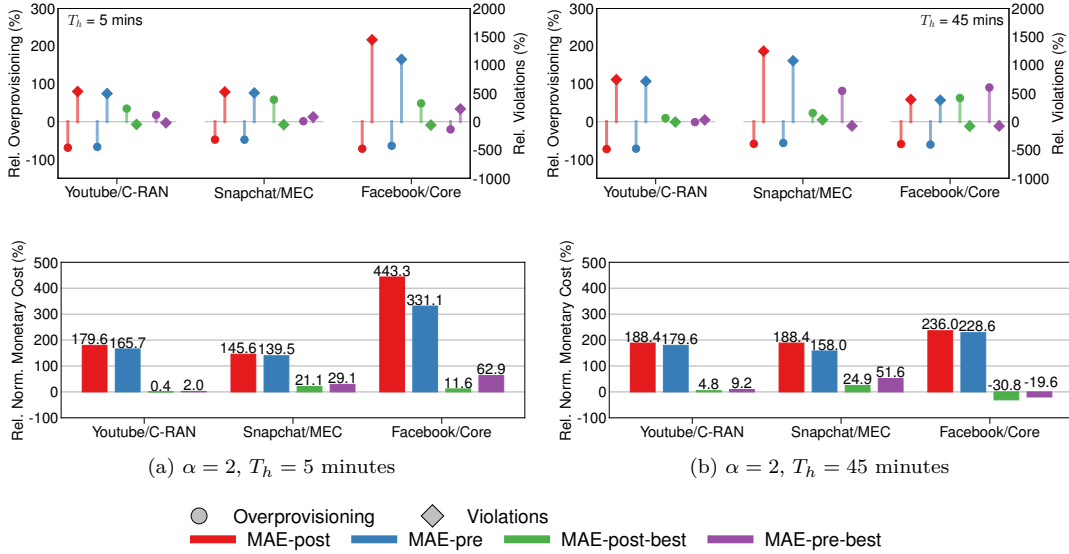 300
200
100
0
-100
Rel. Overprovisioning (%)
T_h = 5 mins
2000
1500
1000
500
0
-500
-1000
Rel. Violations (%)
Youtube/C-RAN
Snapchat/MEC
Facebook/Core
300
200
100
0
-100
Rel. Overprovisioning (%)
T_h = 45 mins
2000
1500
1000
500
0
-500
-1000
Rel. Violations (%)
Youtube/C-RAN
Snapchat/MEC
Facebook/Core
500
400
300
200
100
0
-100
Rel. Norm. Monetary Cost (%)
179.6
165.7
0.4
2.0
145.6
139.5
21.1
29.1
443.3
331.1
11.6
62.9
Youtube/C-RAN
Snapchat/MEC
Facebook/Core
(a) α = 2, T_h = 5 minutes
500
400
300
200
100
0
-100
Rel. Norm. Monetary Cost (%)
188.4
179.6
4.8
9.2
188.4
158.0
24.9
51.6
236.0
228.6
-30.8
-19.6
Youtube/C-RAN
Snapchat/MEC
Facebook/Core
(b) α = 2, T_h = 45 minutes
Overprovisioning
Violations
MAE-post
MAE-pre
MAE-post-best
MAE-pre-best